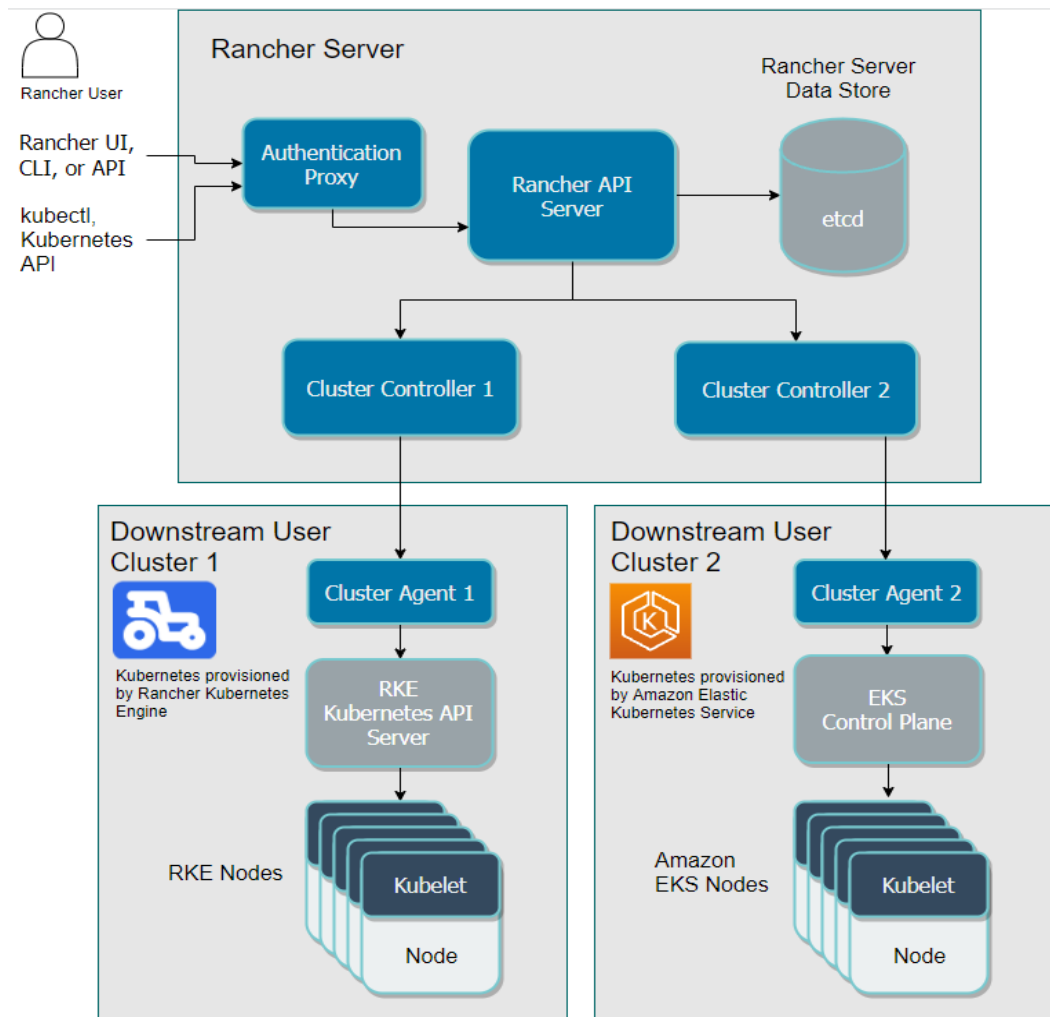 Rancher Server
Rancher User
Rancher Server
Data Store
Rancher UI,
CLI, or API
Authentication
Proxy
Rancher API
Server
etcd
kubectl,
Kubernetes
API
Cluster Controller 1
Cluster Controller 2
Downstream User
Cluster 1
Cluster Agent 1
Kubernetes provisioned
by Rancher Kubernetes
Engine
RKE
Kubernetes API
Server
RKE Nodes
Kubelet
Node
Downstream User
Cluster 2
Cluster Agent 2
K
Kubernetes provisioned
by Amazon Elastic
Kubernetes Service
EKS
Control Plane
Amazon
EKS Nodes
Kubelet
Node